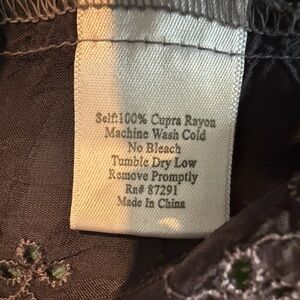 Self:100% Cupra Rayon
Machine Wash Cold
No Bleach
Tumble Dry Low
Remove Promptly
Rn# 87291
Made In China